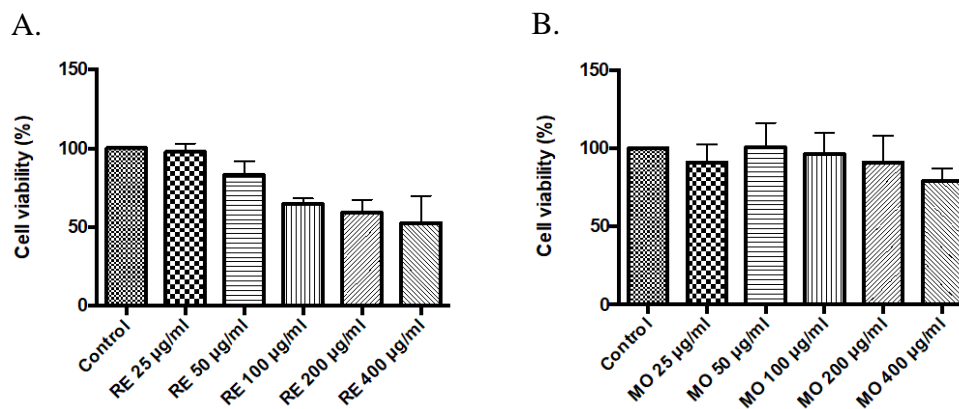 A.
Cell viability (%)
150
100
50
0
Control
RE 25 µg/ml
RE 50 µg/ml
RE 100 µg/ml
RE 200 µg/ml
RE 400 µg/ml
B.
Cell viability (%)
150
100
50
0
Control
MO 25 µg/ml
MO 50 µg/ml
MO 100 µg/ml
MO 200 µg/ml
MO 400 µg/ml